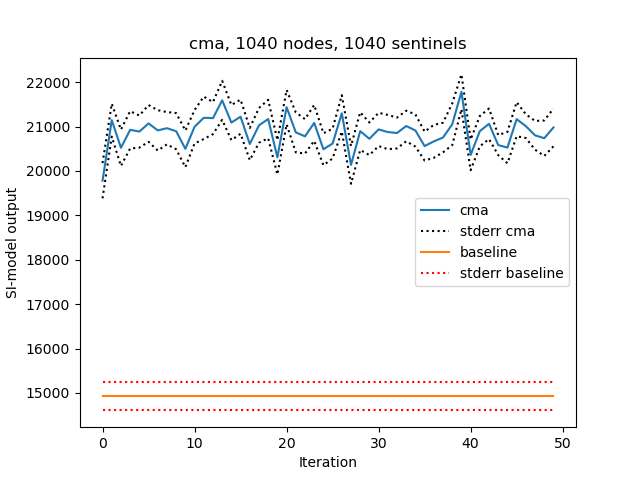 cma, 1040 nodes, 1040 sentinels
SI-model output
22000
21000
20000
19000
18000
17000
16000
15000
cma
stderr cma
baseline
stderr baseline
0 10 20 30 40 50
Iteration